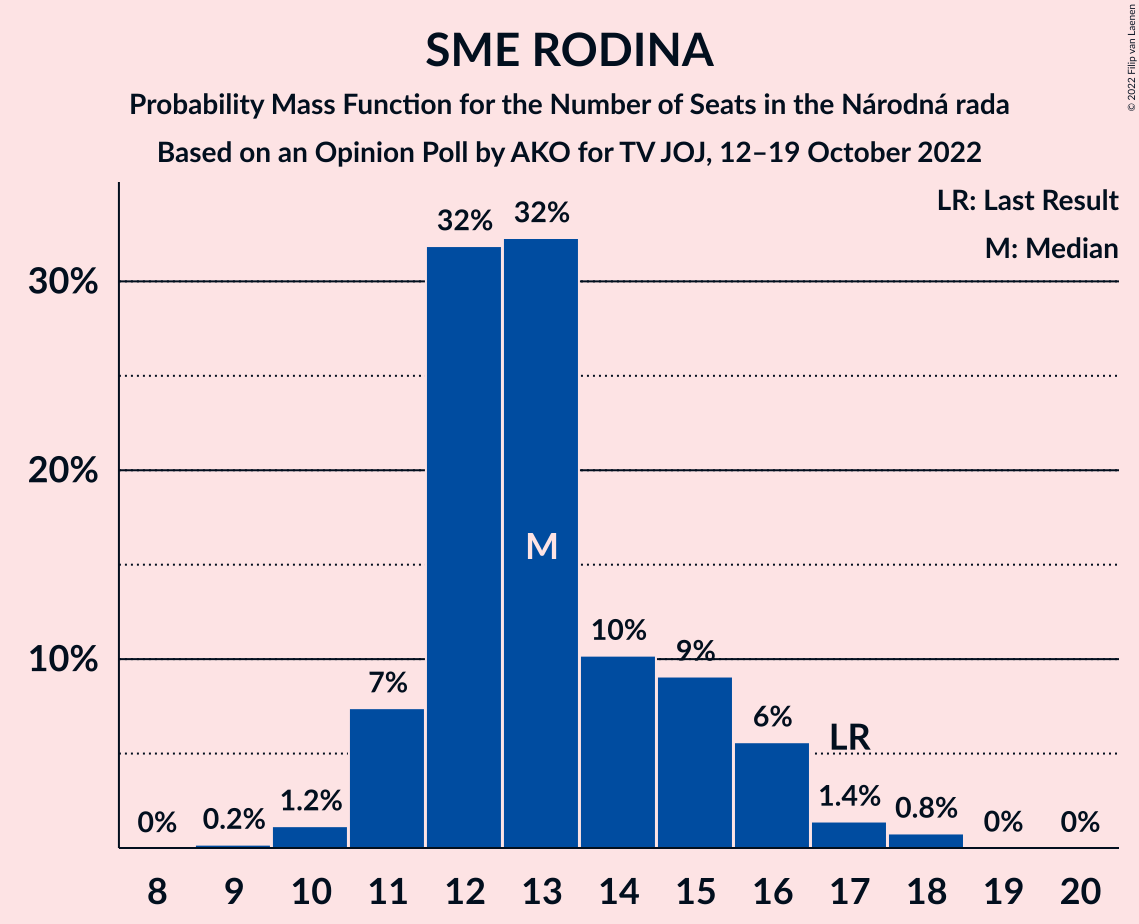 SME RODINA
Probability Mass Function for the Number of Seats in the Národná rada
Based on an Opinion Poll by AKO for TV JOJ, 12–19 October 2022
© 2022 Filip van Laenen
LR: Last Result
M: Median
30%
20%
10%
0%
0.2%
1.2%
7%
32%
32%
M
10%
9%
6%
LR
1.4%
0.8%
0%
0%
8 9 10 11 12 13 14 15 16 17 18 19 20